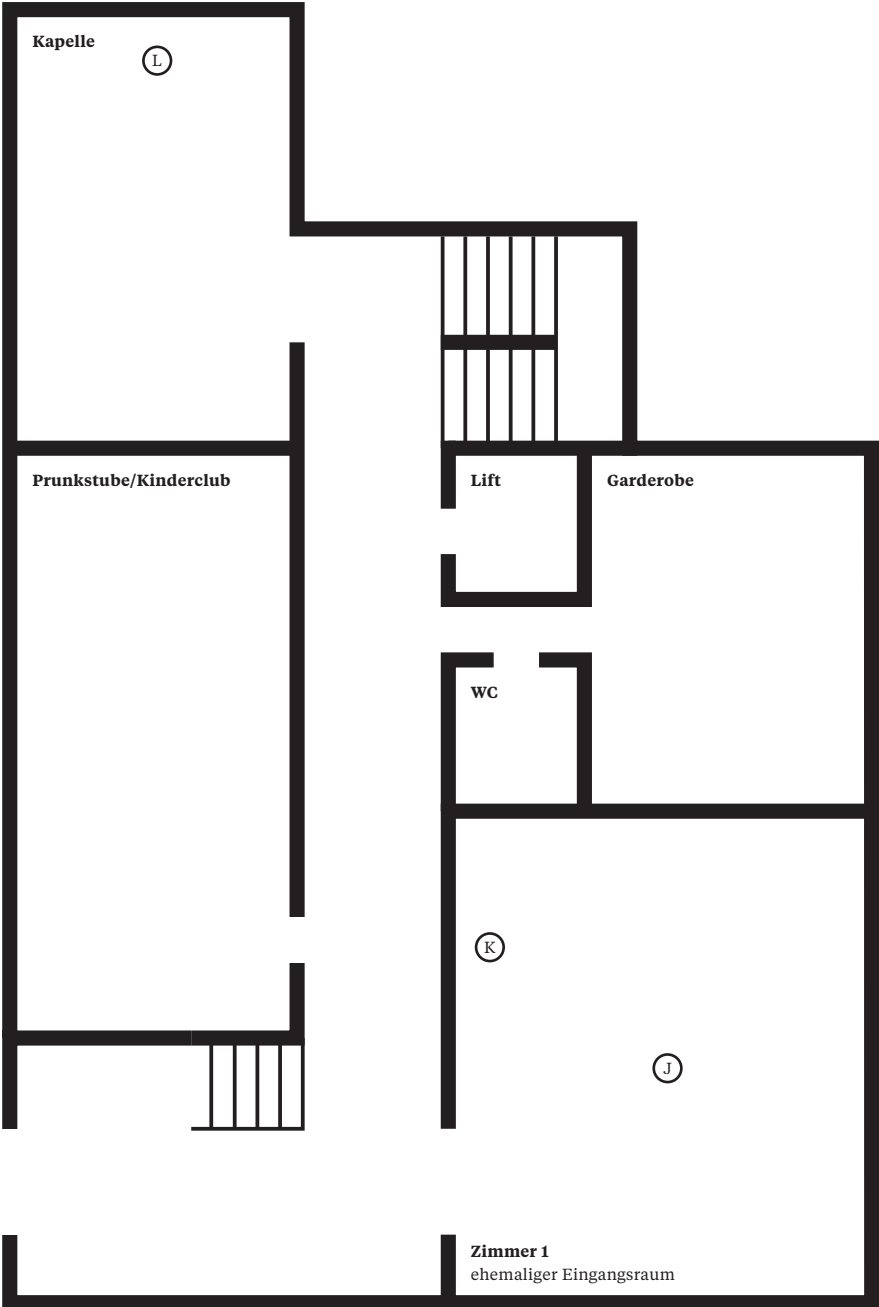 Kapelle
L
Prunkstube/Kinderclub
Lift
Garderobe
WC
K
J
Zimmer 1
ehemaliger Eingangsraum